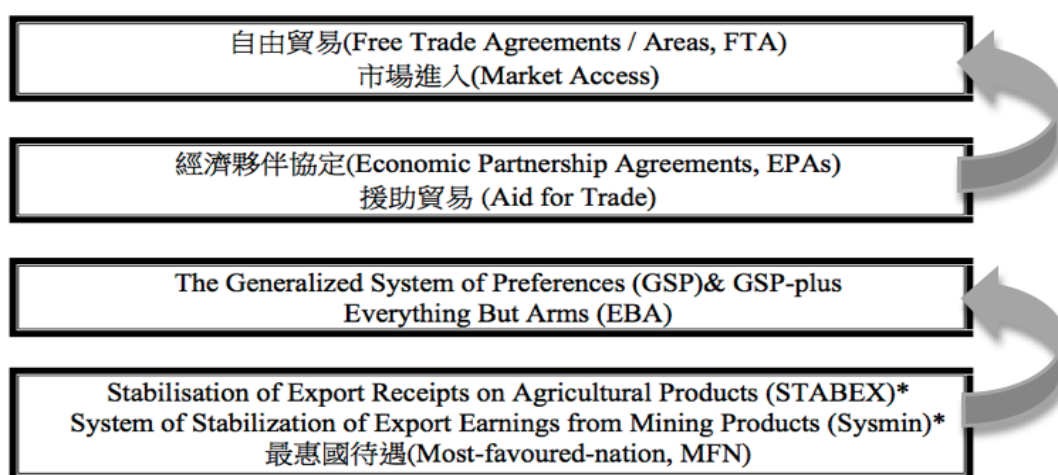 自由貿易(Free Trade Agreements / Areas, FTA)
市場進入(Market Access)
經濟夥伴協定(Economic Partnership Agreements, EPAs)
援助貿易 (Aid for Trade)
The Generalized System of Preferences (GSP)& GSP-plus
Everything But Arms (EBA)
Stabilisation of Export Receipts on Agricultural Products (STABEX)*
System of Stabilization of Export Earnings from Mining Products (Sysmin)*
最惠國待遇(Most-favoured-nation, MFN)